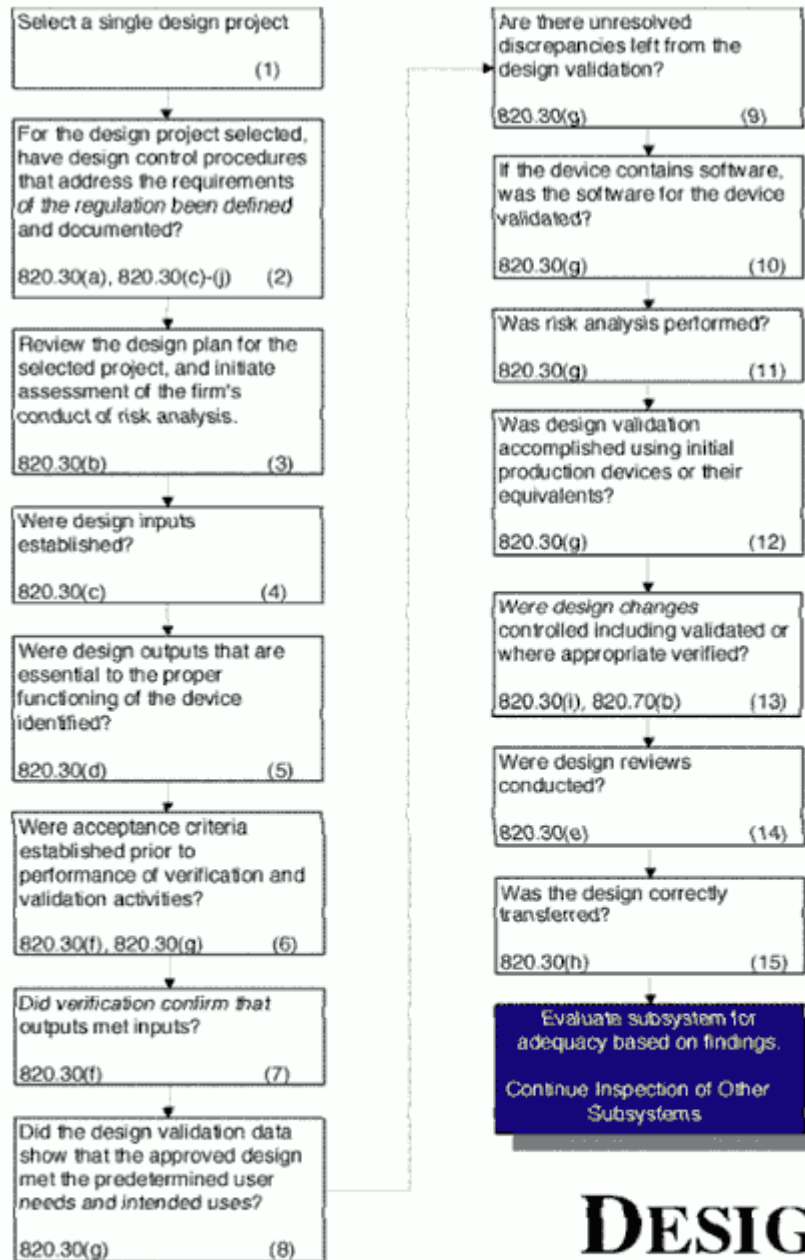 Select a single design project
(1)
For the design project selected,
have design control procedures
that address the requirements
of the regulation been defined
and documented?
820.30(a), 820.30(c)-(j) (2)
Review the design plan for the
selected project, and initiate
assessment of the firm's
conduct of risk analysis.
820.30(b) (3)
Were design inputs
established?
820.30(c) (4)
Were design outputs that are
essential to the proper
functioning of the device
identified?
820.30(d) (5)
Were acceptance criteria
established prior to
performance of verification and
validation activities?
820.30(f), 820.30(g) (6)
Did verification confirm that
outputs met inputs?
820.30(f) (7)
Did the design validation data
show that the approved design
met the predetermined user
needs and intended uses?
820.30(g) (8)
Are there unresolved
discrepancies left from the
design validation?
820.30(g) (9)
If the device contains software,
was the software for the device
validated?
820.30(g) (10)
Was risk analysis performed?
820.30(g) (11)
Was design validation
accomplished using initial
production devices or their
equivalents?
820.30(g) (12)
Were design changes
controlled including validated or
where appropriate verified?
820.30(i), 820.70(b) (13)
Were design reviews
conducted?
820.30(e) (14)
Was the design correctly
transferred?
820.30(h) (15)
Evaluate subsystem for
adequacy based on findings.
Continue Inspection of Other
Subsystems
DESIG